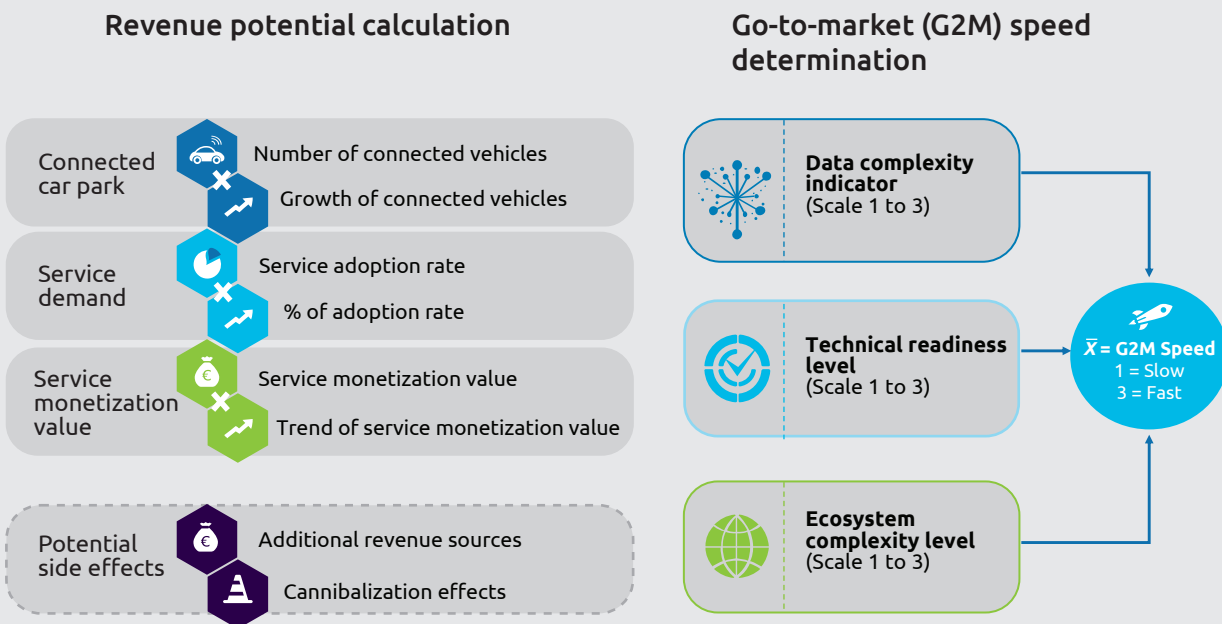 Revenue potential calculation
Connected
car park
Number of connected vehicles
Growth of connected vehicles
Service
demand
Service adoption rate
% of adoption rate
Service
monetization
value
€
Service monetization value
Trend of service monetization value
Potential
side effects
€
Additional revenue sources
Cannibalization effects
Go-to-market (G2M) speed
determination
Data complexity
indicator
(Scale 1 to 3)
Technical readiness
level
(Scale 1 to 3)
Ecosystem
complexity level
(Scale 1 to 3)
X̅ = G2M Speed
1 = Slow
3 = Fast